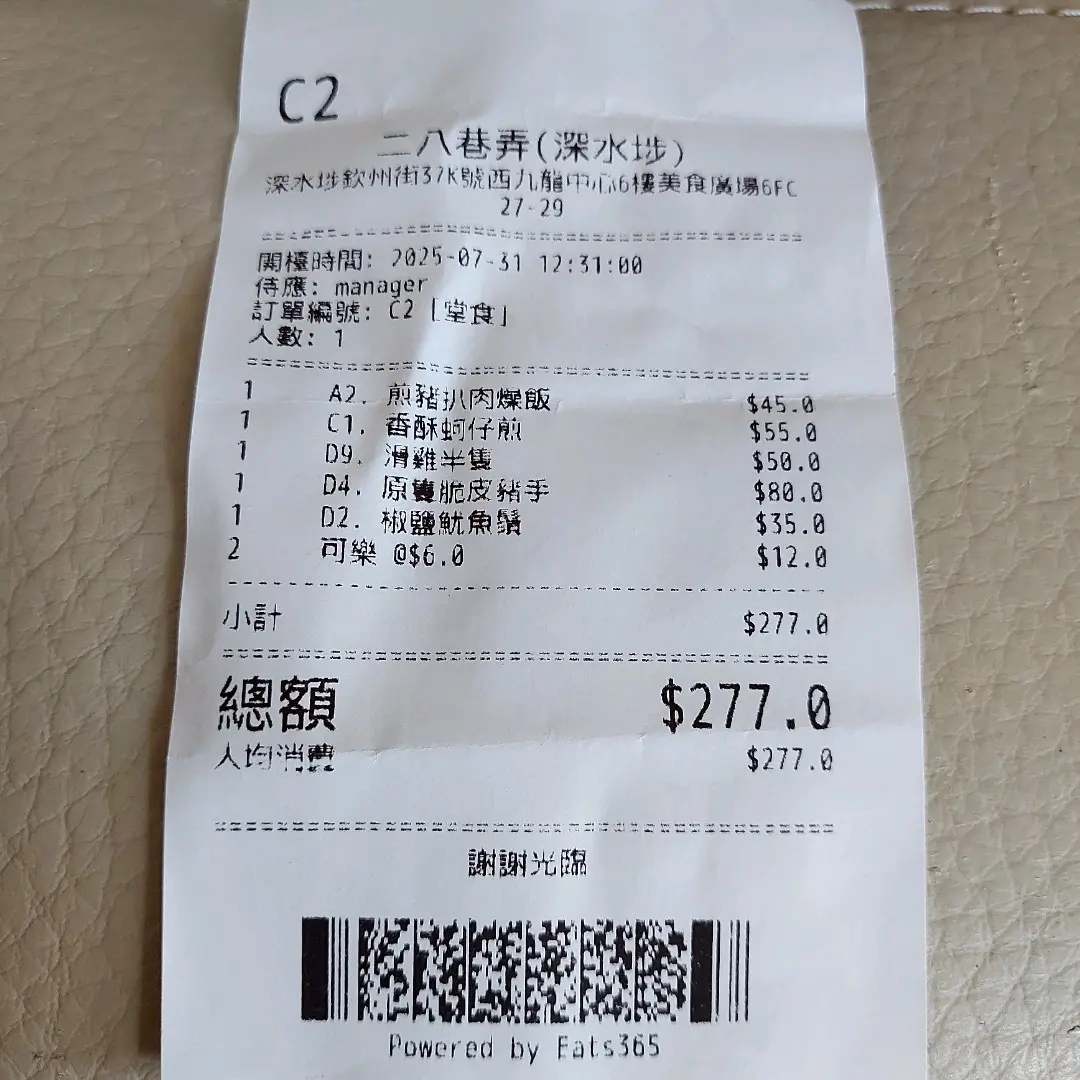 C2
二八巷弄(深水埗)
深水埗欽州街37K號西九龍中心6樓美食廣場6FC
27-29
開檯時間: 2025-07-31 12:31:00
侍應: manager
訂單編號: C2 [堂食]
人數: 1
1 A2. 煎豬扒肉燥飯 $45.0
1 C1. 香酥蚵仔煎 $55.0
1 D9. 滑雞半隻 $50.0
1 D4. 原隻脆皮豬手 $80.0
1 D2. 椒鹽魷魚鬚 $35.0
2 可樂 @$6.0 $12.0
小計 $277.0
總額 $277.0
人均消費 $277.0
謝謝光臨
Powered by Eats365